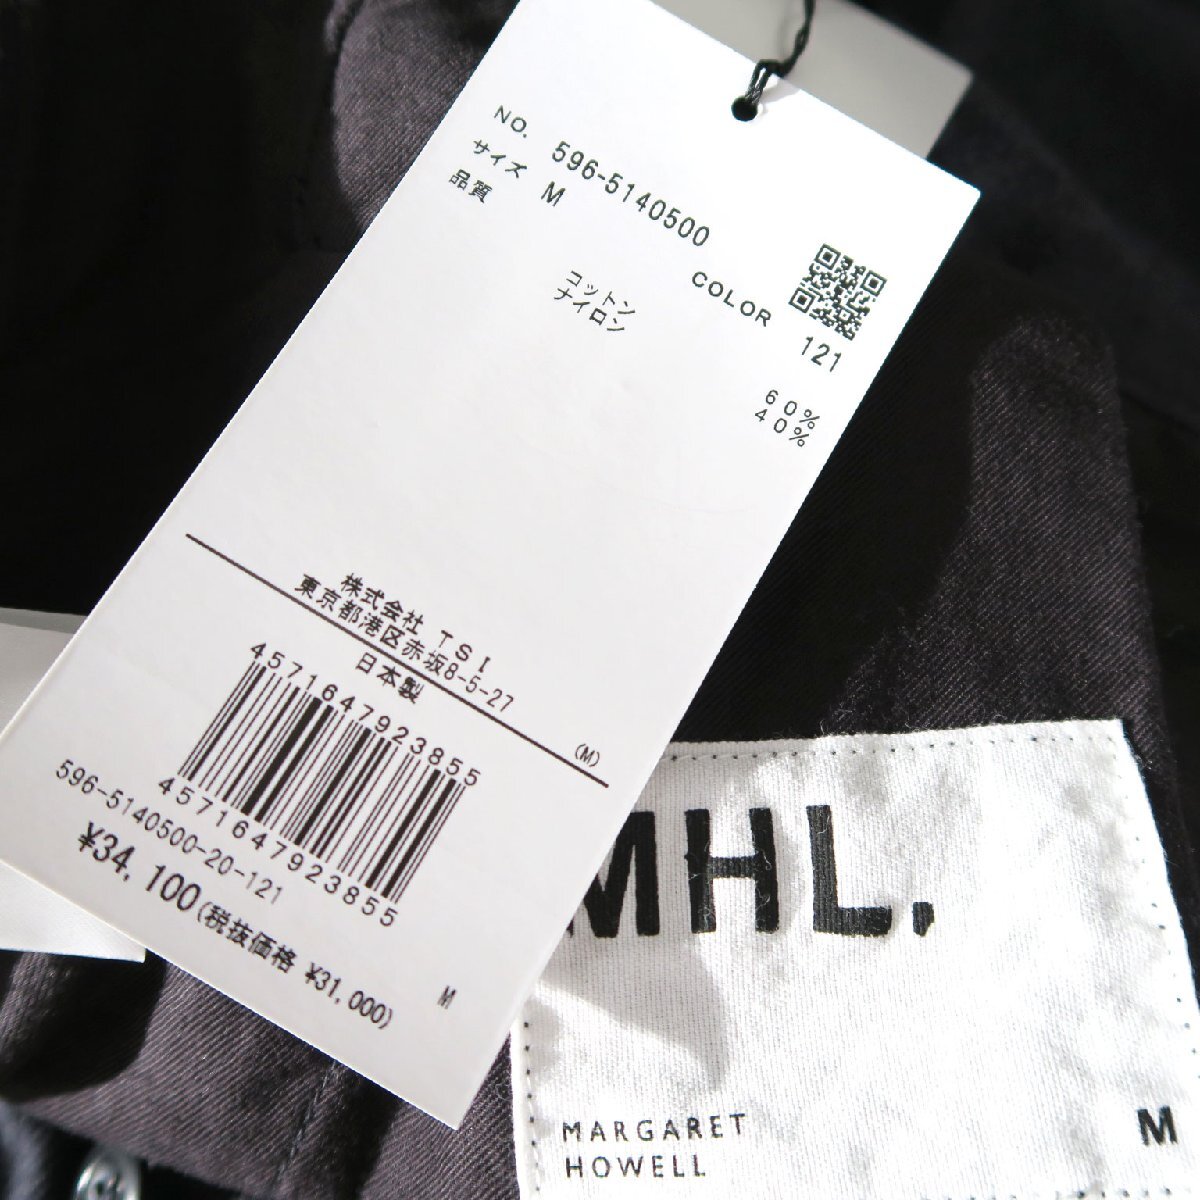 NO. 596-5140500
サイズ M
品質
COLOR 121
コットン 60%
ナイロン 40%
株式会社 TSI
東京都港区赤坂8-5-27
日本製
(M)
4571647923855
4571647923855
596-5140500-20-121
¥34,100(税抜価格 ¥31,000)
M
MHL.
MARGARET
HOWELL
M